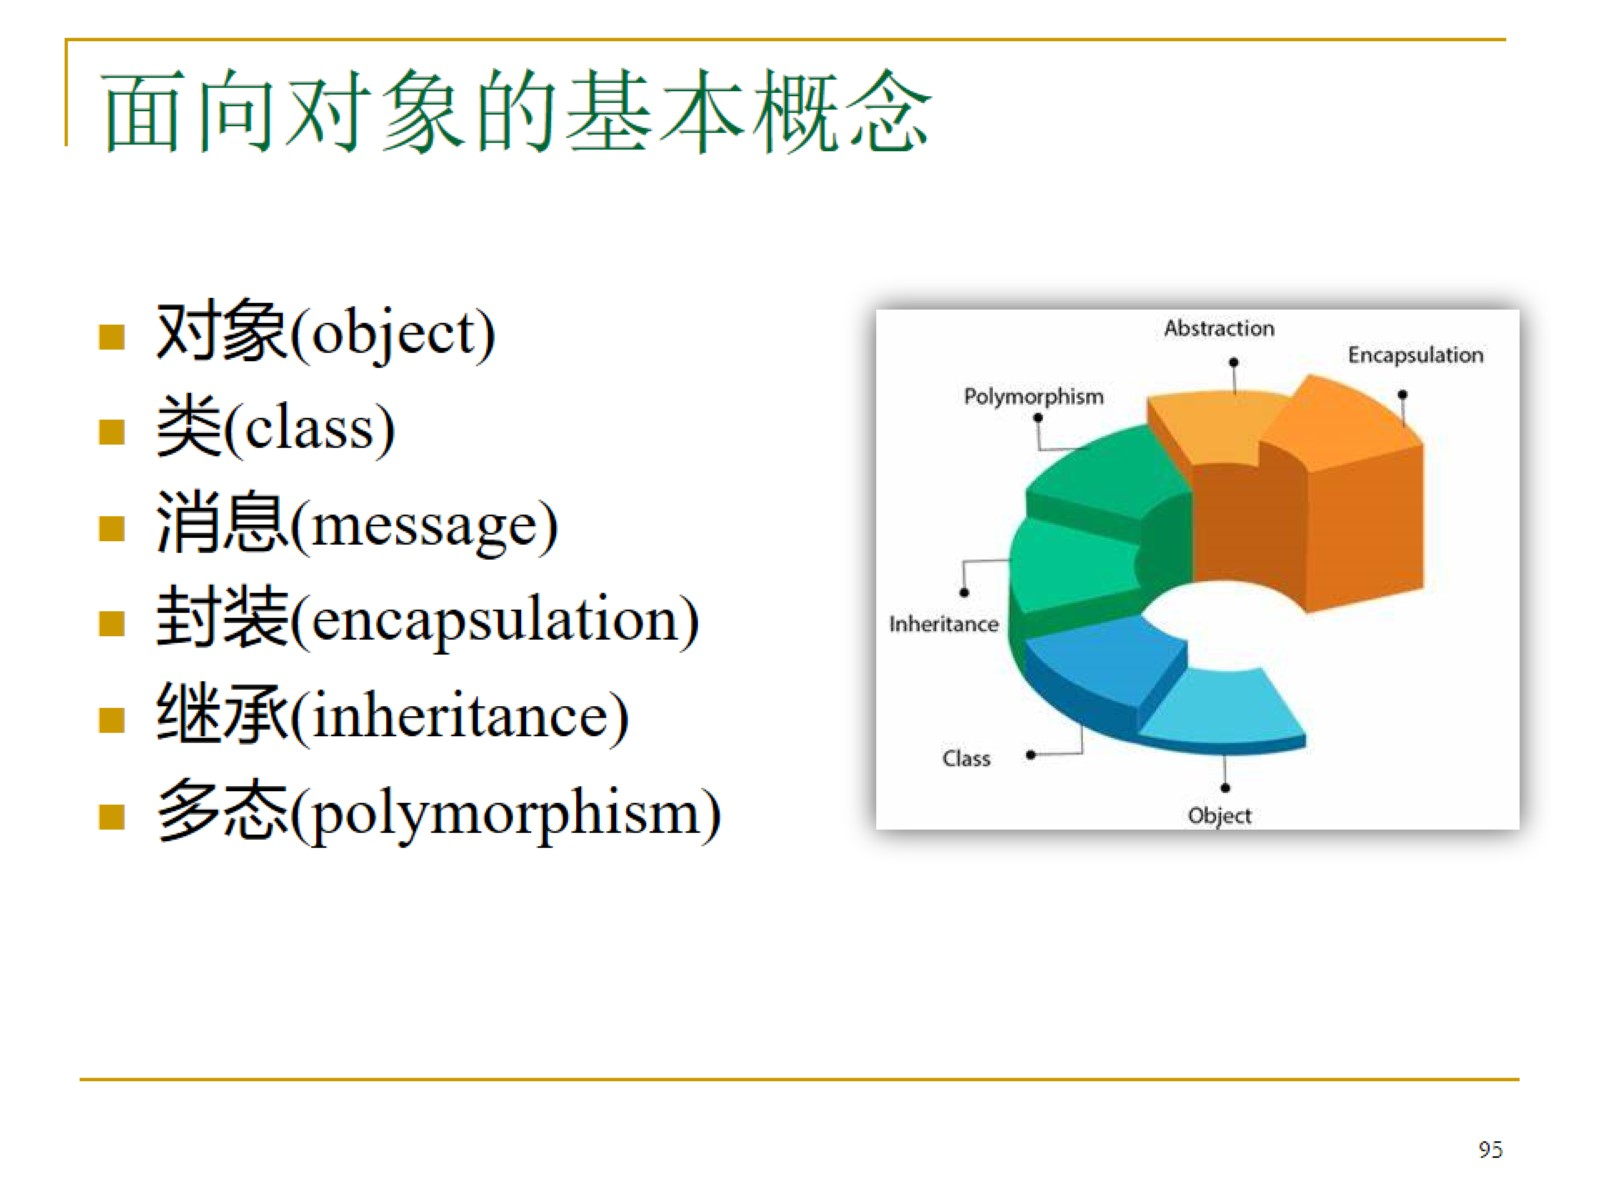 面向对象的基本概念
对象(object)
类(class)
消息(message)
封装(encapsulation)
继承(inheritance)
多态(polymorphism)
Abstraction
Encapsulation
Polymorphism
Inheritance
Class
Object
95